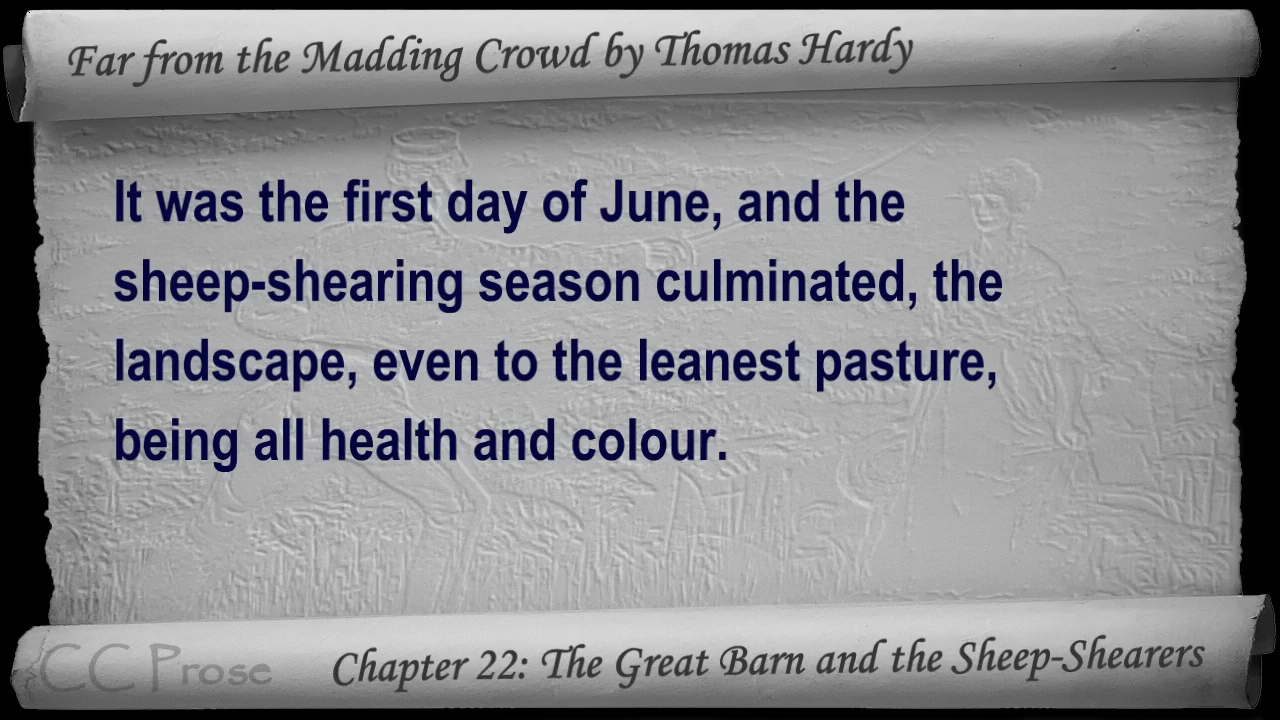 Far from the Madding Crowd by Thomas Hardy
It was the first day of June, and the
sheep-shearing season culminated, the
landscape, even to the leanest pasture,
being all health and colour.
CC Prose
Chapter 22: The Great Barn and the Sheep-Shearers